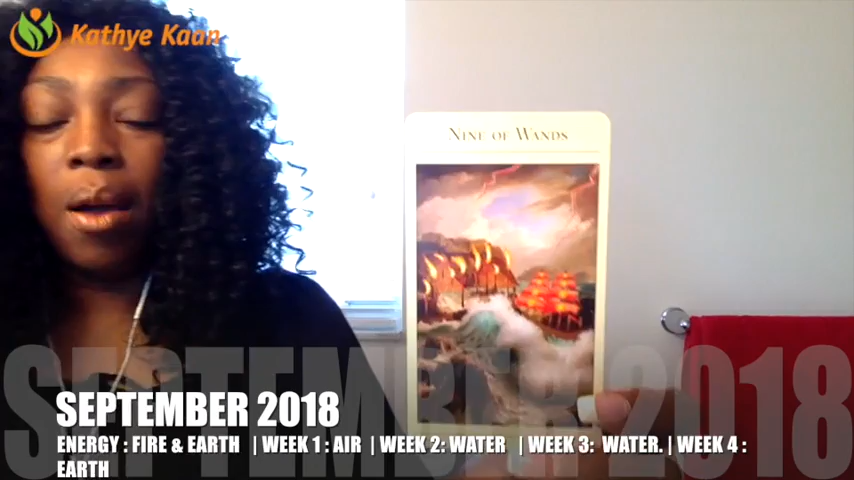 Kathye Kaan
NINE OF WANDS
SEPTEMBER 2018
SEPTEMBER 2018
ENERGY : FIRE & EARTH | WEEK 1 : AIR | WEEK 2: WATER | WEEK 3: WATER. | WEEK 4 :
EARTH